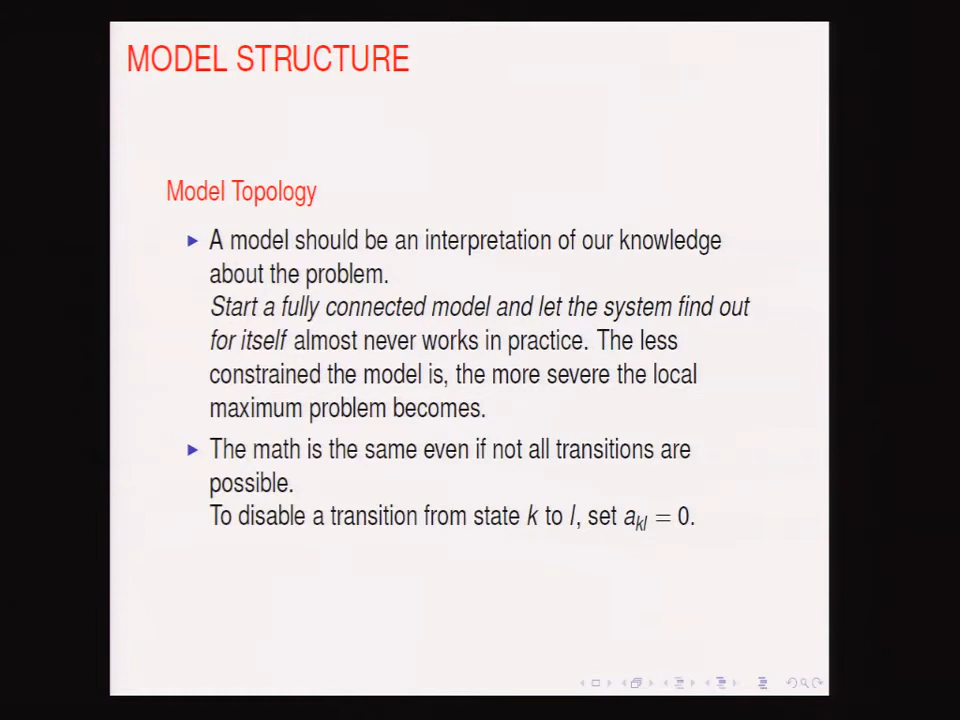 MODEL STRUCTURE
Model Topology
A model should be an interpretation of our knowledge
about the problem.
Start a fully connected model and let the system find out
for itself almost never works in practice. The less
constrained the model is, the more severe the local
maximum problem becomes.
The math is the same even if not all transitions are
possible.
To disable a transition from state k to l, set aₖₗ = 0.